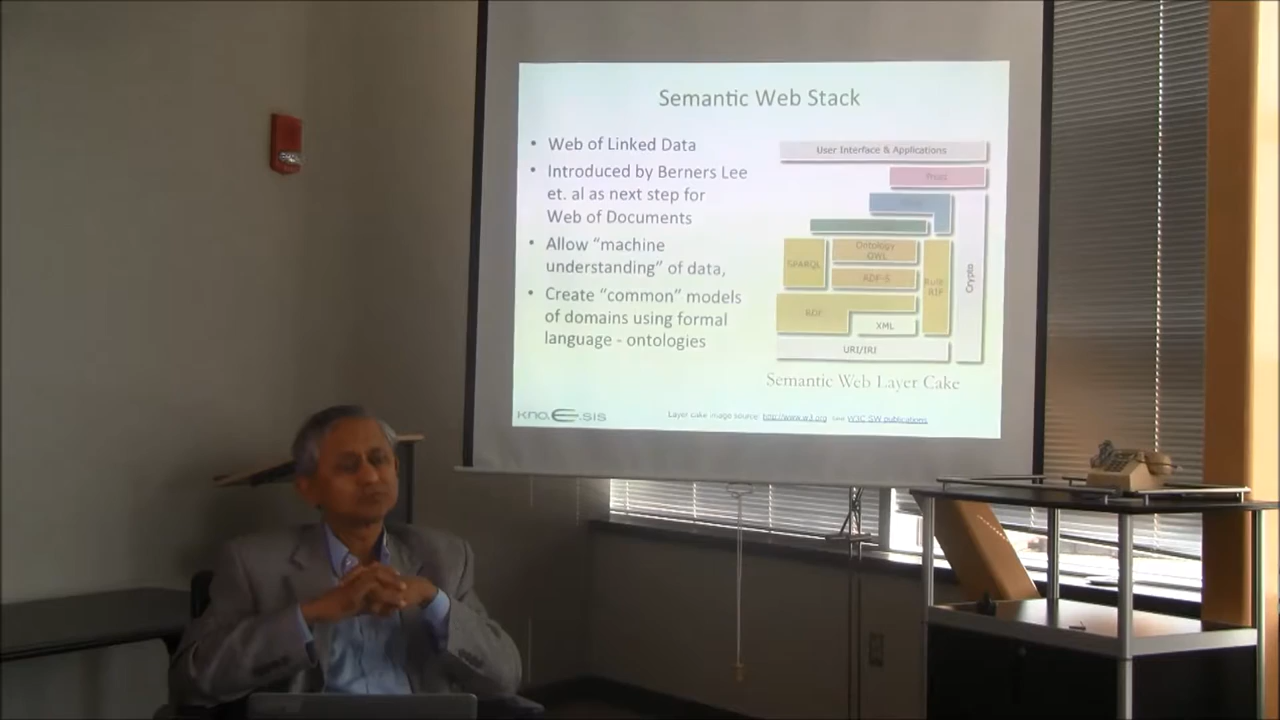 Semantic Web Stack
• Web of Linked Data
• Introduced by Berners Lee
et. al as next step for
Web of Documents
• Allow “machine
understanding” of data,
• Create “common” models
of domains using formal
language - ontologies
User Interface & Applications
Trust
SPARQL
Ontology
OWL
RDF-S
RIF
RDF
XML
URI/IRI
Crypto
Semantic Web Layer Cake
kno.e.sis
Layer cake image source: http://www.w3.org W3C SW publications